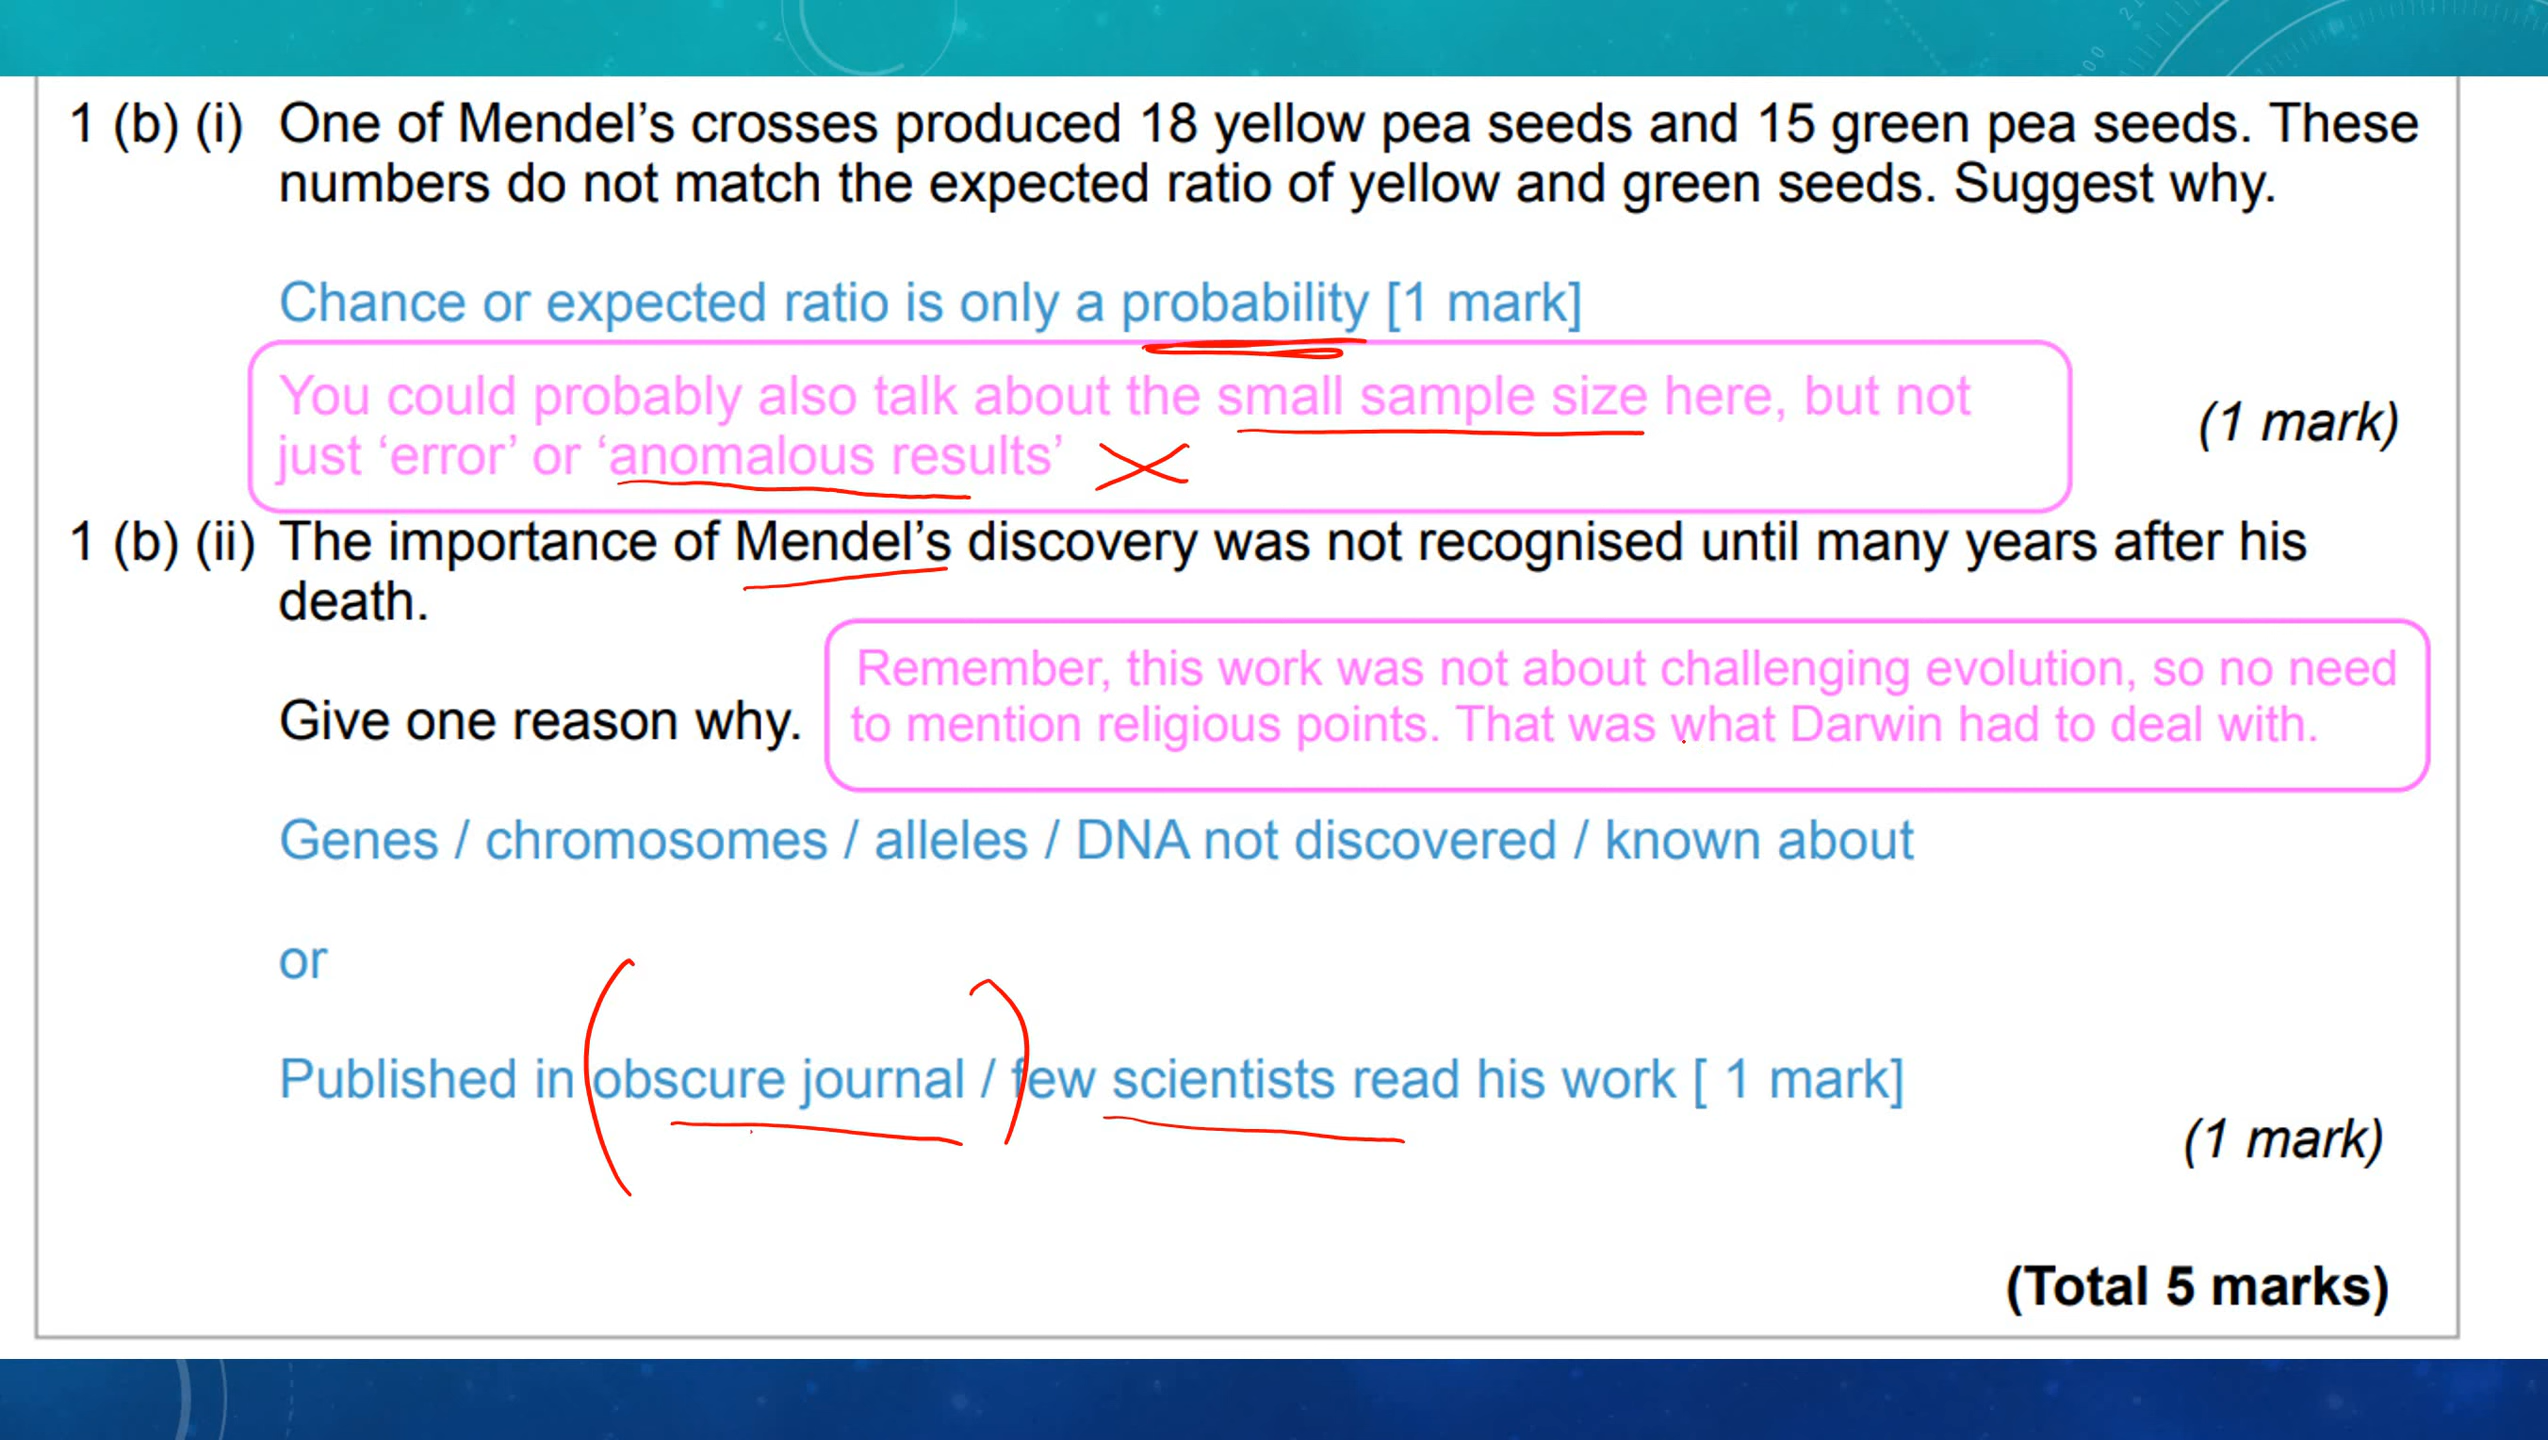 1 (b) (i) One of Mendel’s crosses produced 18 yellow pea seeds and 15 green pea seeds. These
numbers do not match the expected ratio of yellow and green seeds. Suggest why.
Chance or expected ratio is only a probability [1 mark]
You could probably also talk about the small sample size here, but not
just ‘error’ or ‘anomalous results’
(1 mark)
1 (b) (ii) The importance of Mendel’s discovery was not recognised until many years after his
death.
Remember, this work was not about challenging evolution, so no need
to mention religious points. That was what Darwin had to deal with.
Give one reason why.
Genes / chromosomes / alleles / DNA not discovered / known about
or
Published in obscure journal / few scientists read his work [ 1 mark]
(1 mark)
(Total 5 marks)